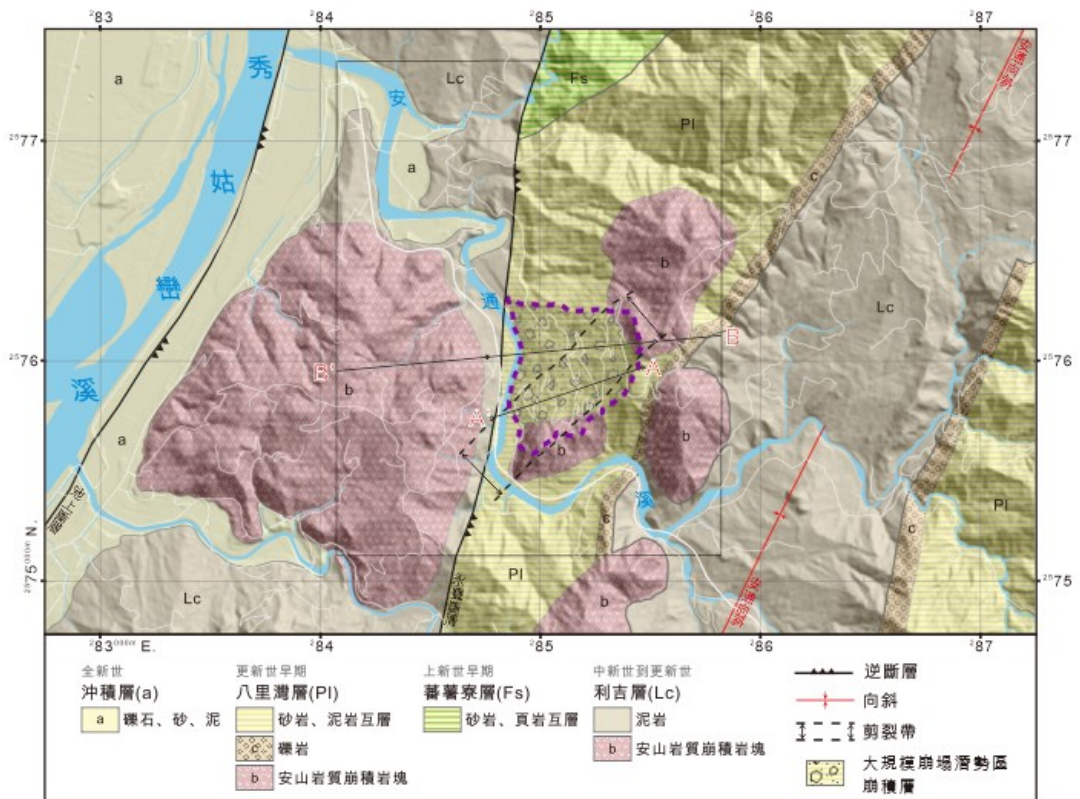 ²83
²84
²85
²86
²87
a
Lc
Fs
Pl
秀
安
c
²⁵77
²⁵77
a
姑
b
b
Lc
通
巒
²⁵76
²⁵76
B
A
B'
b
溪
A'
b
b
a
溪
c
c
Pl
²⁵75⁰⁰⁰ᵐ N.
²⁵75
Pl
b
Lc
²83⁰⁰⁰ᵐ E.
²84
²85
²86
²87
全新世
沖積層(a)
a 礫石、砂、泥
更新世早期
八里灣層(Pl)
砂岩、泥岩互層
c 礫岩
b 安山岩質崩積岩塊
上新世早期
蕃薯寮層(Fs)
砂岩、頁岩互層
中新世到更新世
利吉層(Lc)
泥岩
b 安山岩質崩積岩塊
逆斷層
向斜
剪裂帶
大規模崩塌潛勢區
崩積層